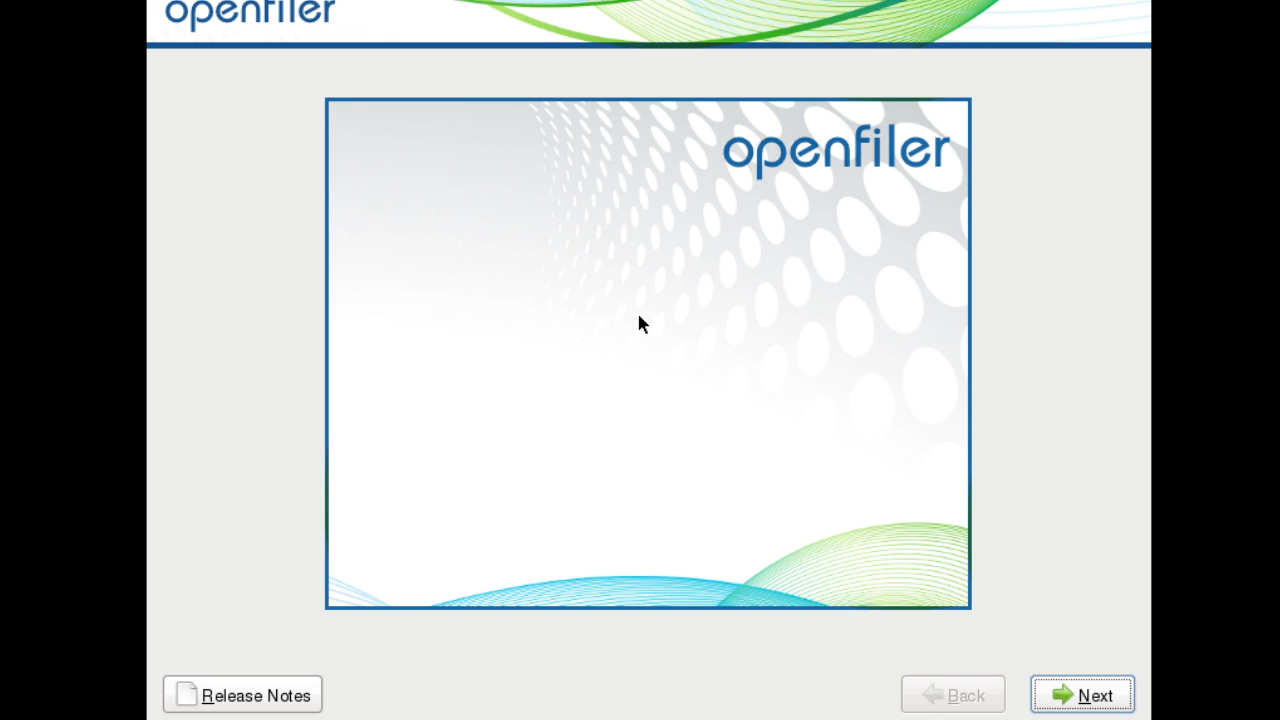 openfiler
openfiler
Release Notes
Back
Next